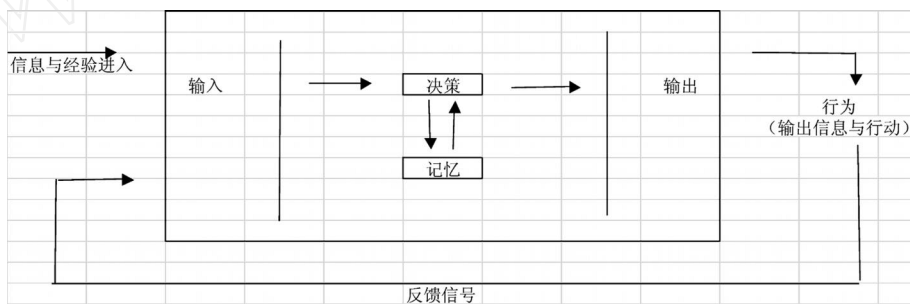 信息与经验进入
输入
决策
输出
行为
（输出信息与行动）
记忆
反馈信号